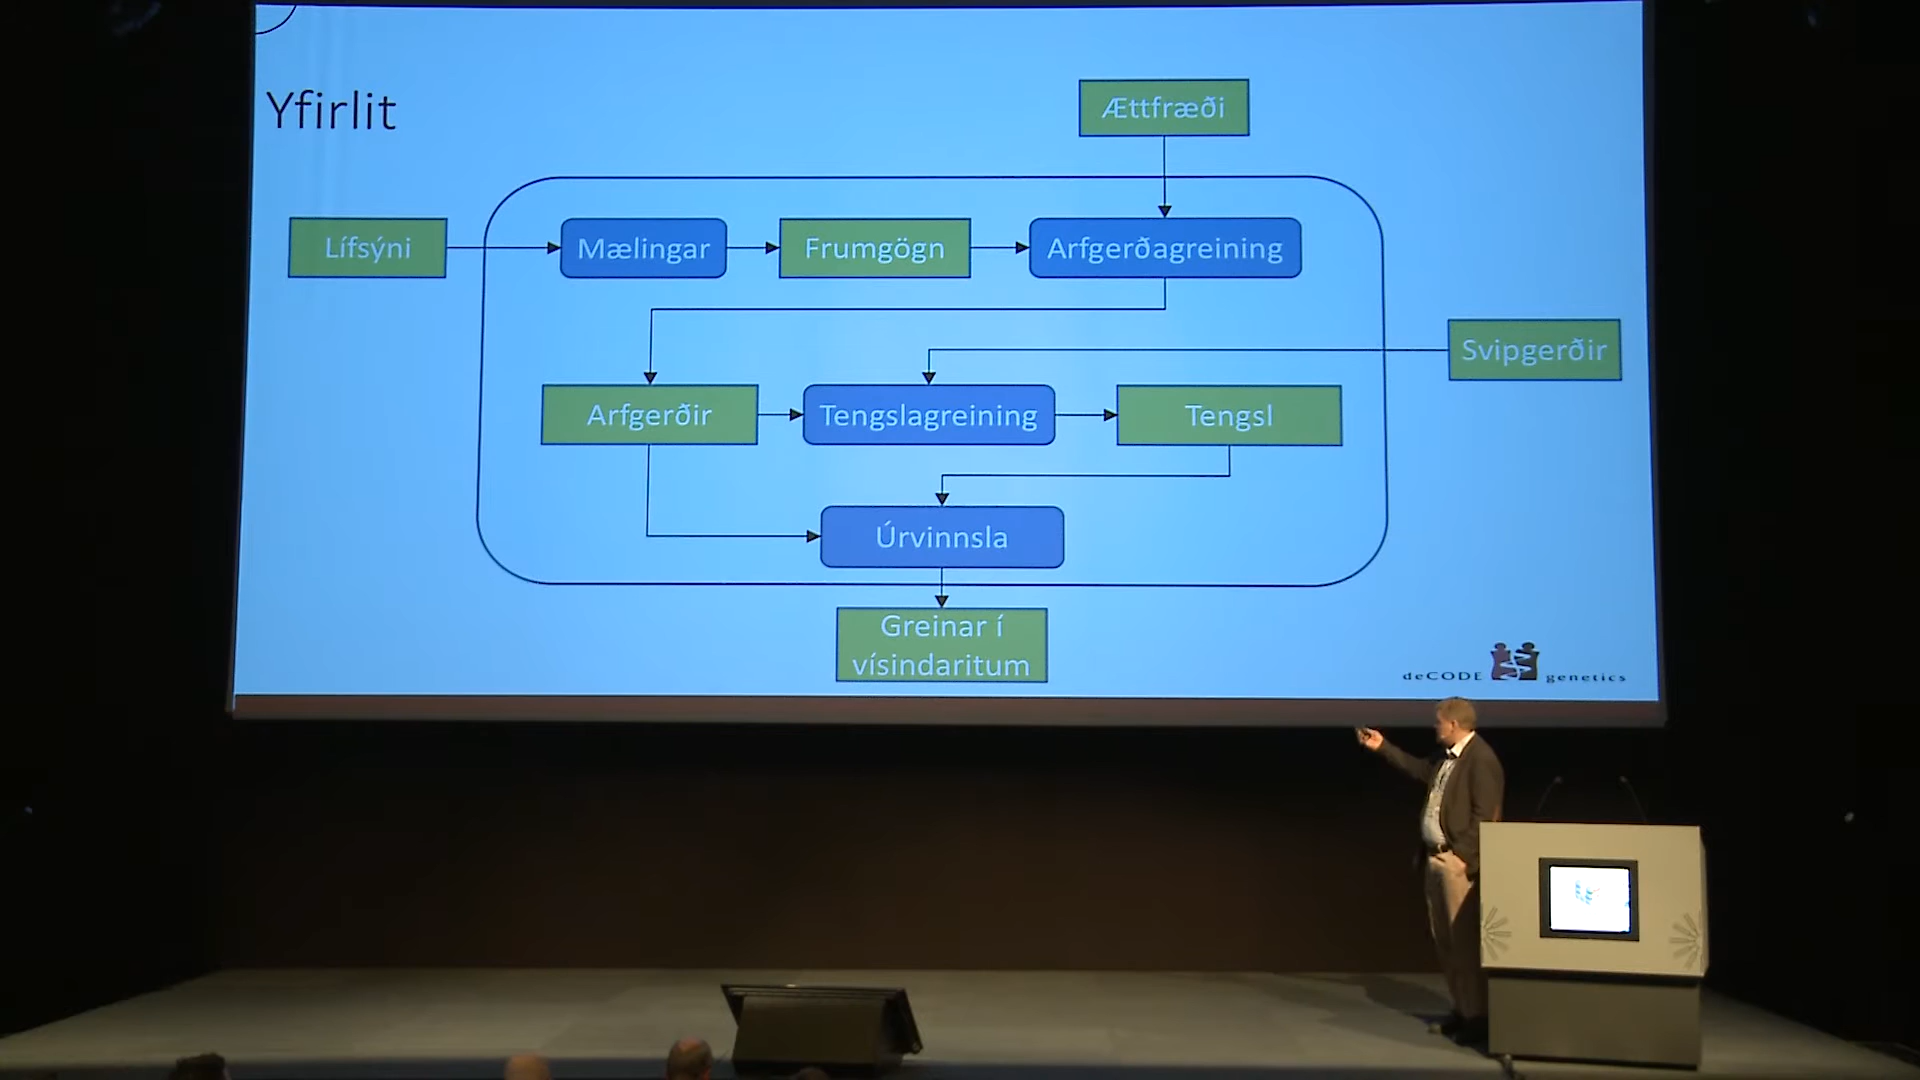 Yfirlit
Ættfræði
Lífsýni
Mælingar
Frumgögn
Arfgerðagreining
Svipgerðir
Arfgerðir
Tengslagreining
Tengsl
Úrvinnsla
Greinar í
vísindaritum
deCODE genetics